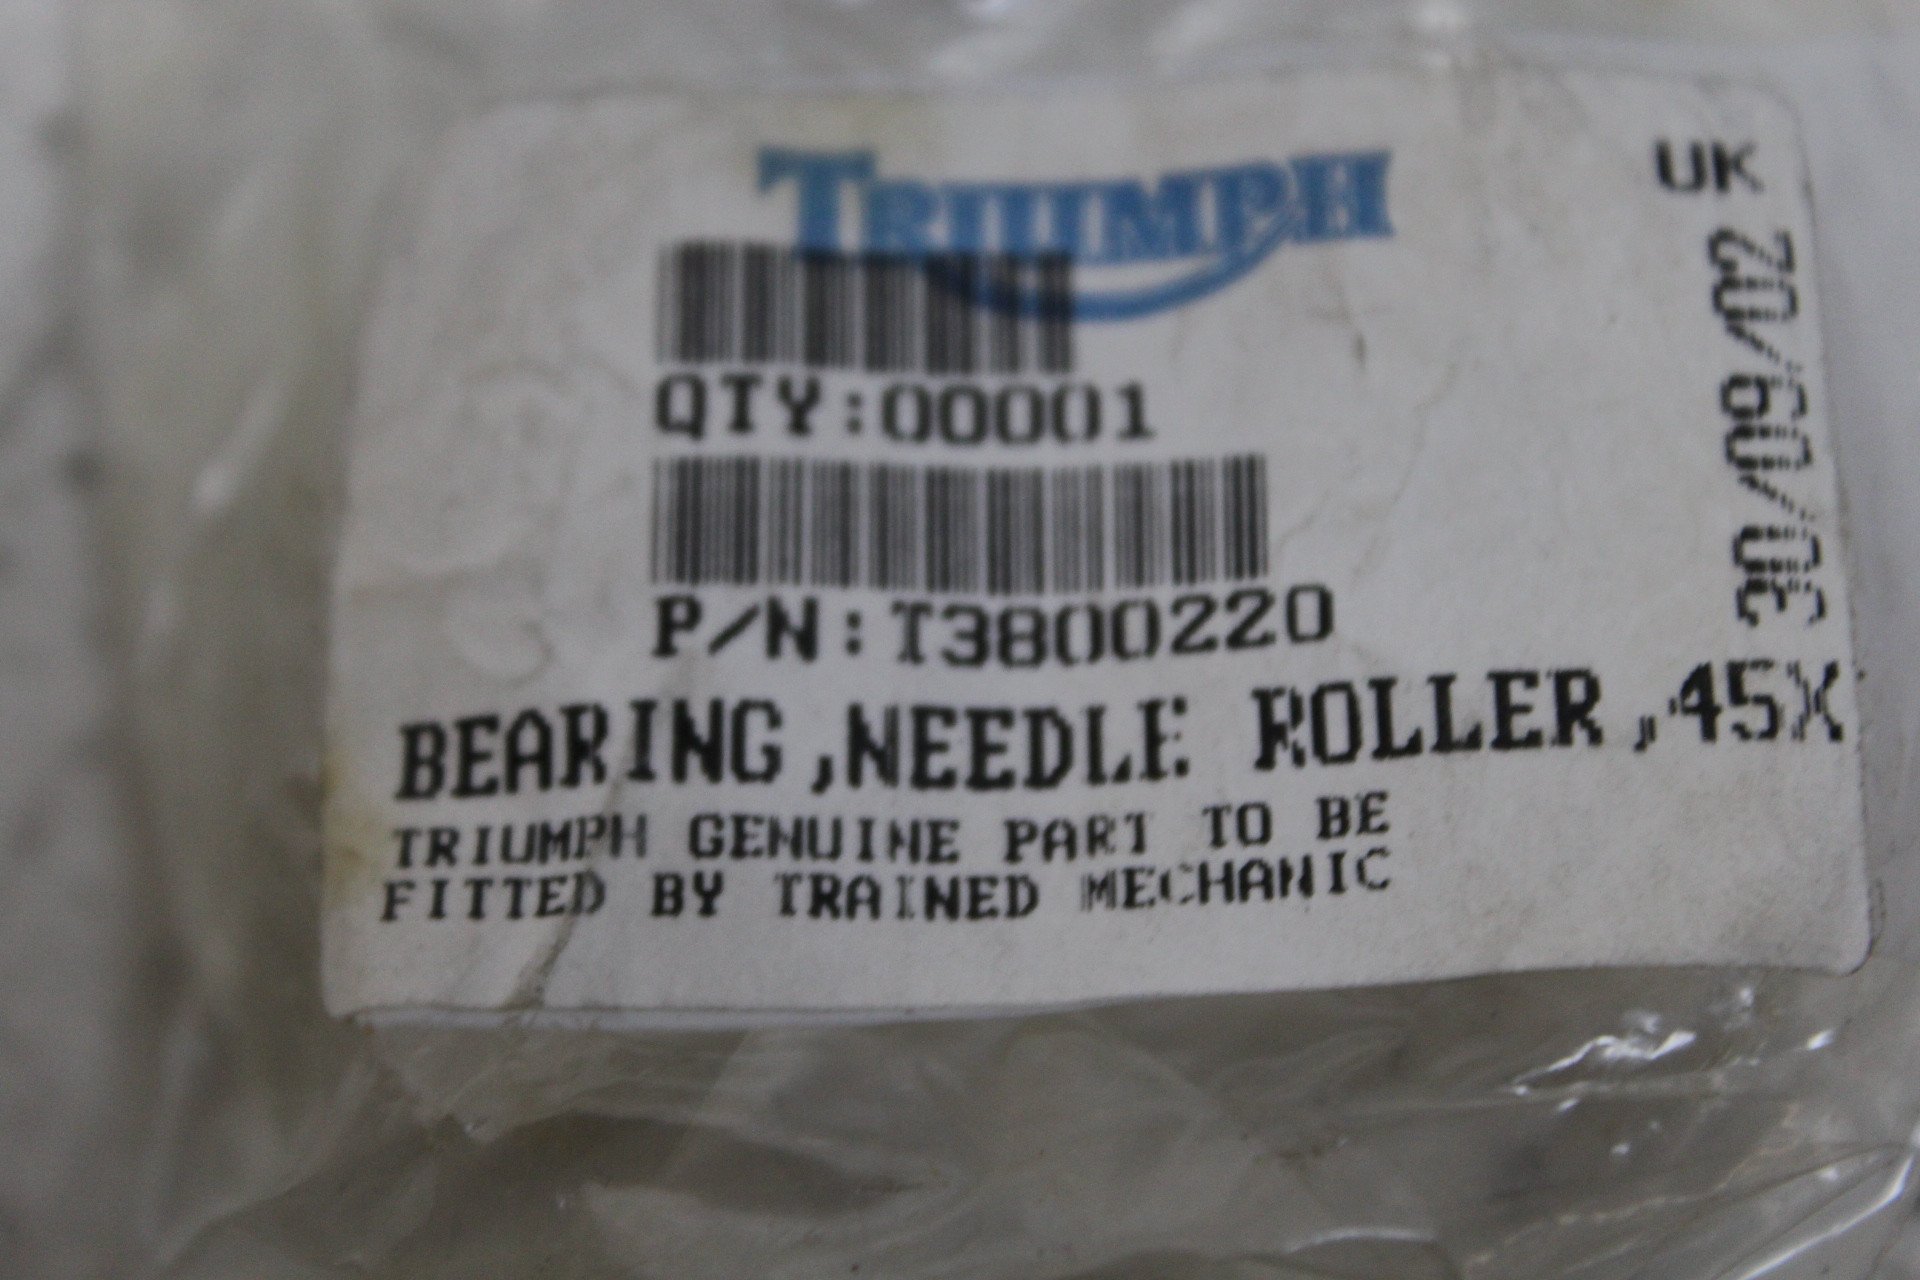 TRIUMPH
UK
QTY:00001
P/N:T3800220
30/09/02
BEARING,NEEDLE ROLLER,45X
TRIUMPH GENUINE PART TO BE
FITTED BY TRAINED MECHANIC